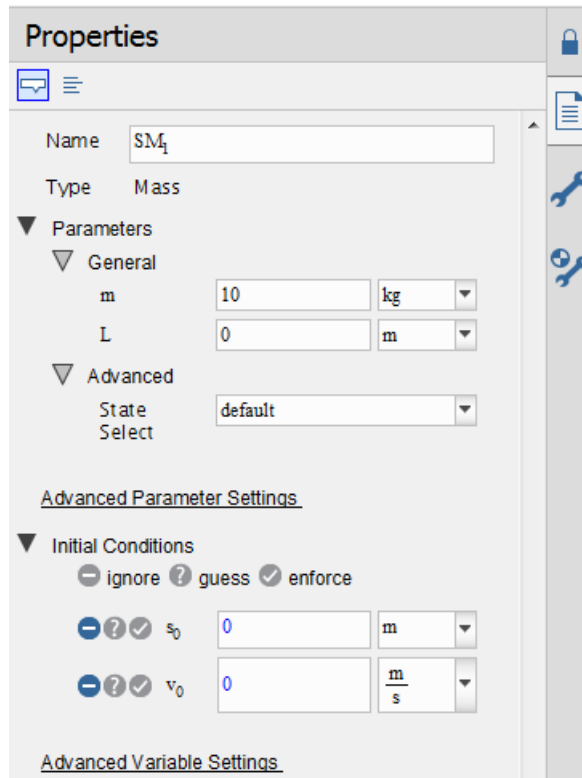 Properties
Name SM1
Type Mass
Parameters
General
m 10 kg
L 0 m
Advanced
State Select default
Advanced Parameter Settings
Initial Conditions
ignore guess enforce
s0 0 m
v0 0 m/s
Advanced Variable Settings